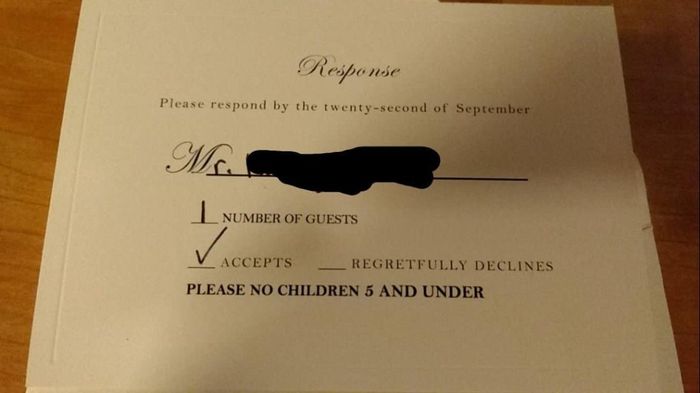 Response
Please respond by the twenty-second of September
Mr.
1 NUMBER OF GUESTS
✓ ACCEPTS __ REGRETFULLY DECLINES
PLEASE NO CHILDREN 5 AND UNDER